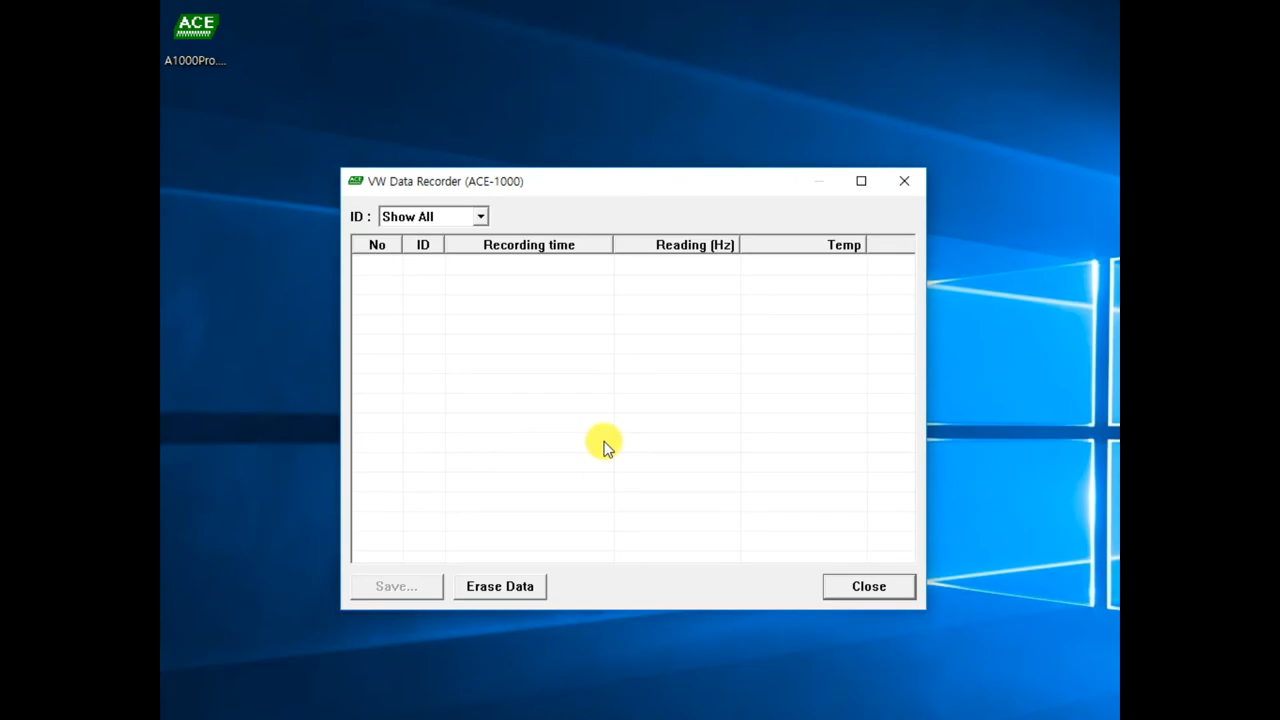 ACE
A1000Pro....
ACE VW Data Recorder (ACE-1000)
ID : Show All
No ID Recording time Reading (Hz) Temp
Save... Erase Data Close